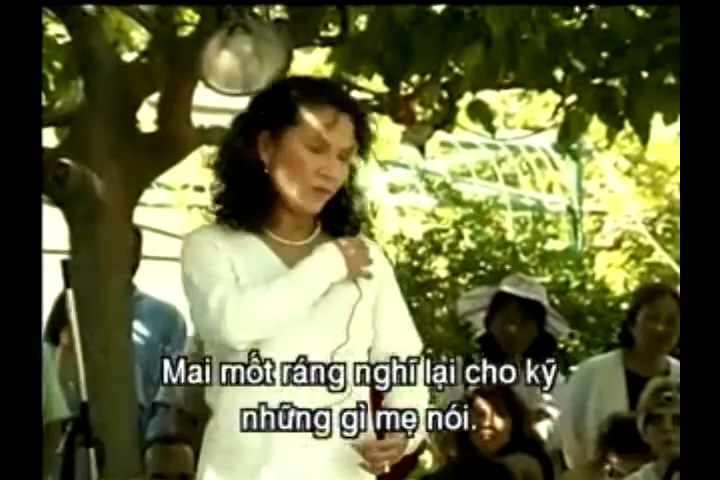 Mai mốt ráng nghĩ lại cho kỹ
những gì mẹ nói.